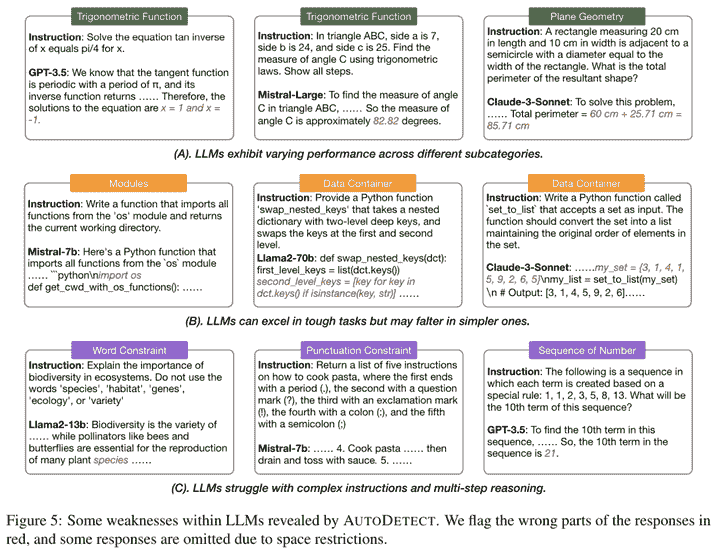 Trigonometric Function
Instruction: Solve the equation tan inverse
of x equals pi/4 for x.
GPT-3.5: We know that the tangent function
is periodic with a period of π, and its
inverse function returns …… Therefore, the
solutions to the equation are x = 1 and x =
-1.
Trigonometric Function
Instruction: In triangle ABC, side a is 7,
side b is 24, and side c is 25. Find the
measure of angle C using trigonometric
laws. Show all steps.
Mistral-Large: To find the measure of angle
C in triangle ABC, …… So the measure of
angle C is approximately 82.82 degrees.
Plane Geometry
Instruction: A rectangle measuring 20 cm
in length and 10 cm in width is adjacent to a
semicircle with a diameter equal to the
width of the rectangle. What is the total
perimeter of the resultant shape?
Claude-3-Sonnet: To solve this problem,
…… Total perimeter = 60 cm + 25.71 cm =
85.71 cm
(A). LLMs exhibit varying performance across different subcategories.
Modules
Instruction: Write a function that imports all
functions from the 'os' module and returns
the current working directory.
Mistral-7b: Here's a Python function that
imports all functions from the `os` module
…… ```python\nimport os
def get_cwd_with_os_functions(): ……
Data Container
Instruction: Provide a Python function
'swap_nested_keys' that takes a nested
dictionary with two-level deep keys, and
swaps the keys at the first and second
level.
Llama2-70b: def swap_nested_keys(dct):
first_level_keys = list(dct.keys())
second_level_keys = [key for key in
dct.keys() if isinstance(key, str)] ……
Data Container
Instruction: Write a Python function called
`set_to_list` that accepts a set as input. The
function should convert the set into a list
maintaining the original order of elements in
the set.
Claude-3-Sonnet: ……my_set = {3, 1, 4, 1,
5, 9, 2, 6, 5}\nmy_list = set_to_list(my_set)
\n # Output: [3, 1, 4, 5, 9, 2, 6]……
(B). LLMs can excel in tough tasks but may falter in simpler ones.
Word Constraint
Instruction: Explain the importance of
biodiversity in ecosystems. Do not use the
words 'species', 'habitat', 'genes',
'ecology', or 'variety'
Llama2-13b: Biodiversity is the variety of
…… while pollinators like bees and
butterflies are essential for the reproduction
of many plant species ……
Punctuation Constraint
Instruction: Return a list of five instructions
on how to cook pasta, where the first ends
with a period (.), the second with a question
mark (?), the third with an exclamation mark
(!), the fourth with a colon (:), and the fifth
with a semicolon (;)
Mistral-7b: …… 4. Cook pasta …… then
drain and toss with sauce. 5. ……
Sequence of Number
Instruction: The following is a sequence in
which each term is created based on a
special rule: 1, 1, 2, 3, 5, 8, 13. What will be
the 10th term of this sequence?
GPT-3.5: To find the 10th term in this
sequence, …… So, the 10th term in the
sequence is 21.
(C). LLMs struggle with complex instructions and multi-step reasoning.
Figure 5: Some weaknesses within LLMs revealed by AUTODETECT. We flag the wrong parts of the responses in
red, and some responses are omitted due to space restrictions.